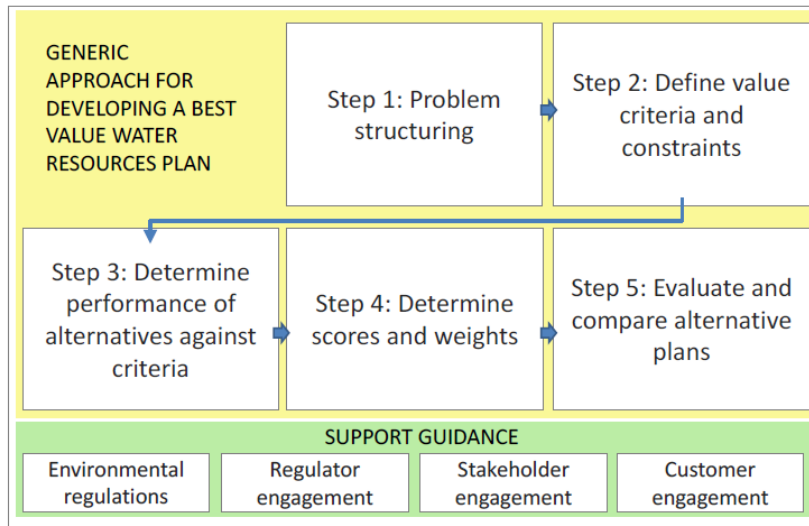 GENERIC
APPROACH FOR
DEVELOPING A BEST
VALUE WATER
RESOURCES PLAN
Step 1: Problem
structuring
Step 2: Define value
criteria and
constraints
Step 3: Determine
performance of
alternatives against
criteria
Step 4: Determine
scores and weights
Step 5: Evaluate and
compare alternative
plans
SUPPORT GUIDANCE
Environmental
regulations
Regulator
engagement
Stakeholder
engagement
Customer
engagement